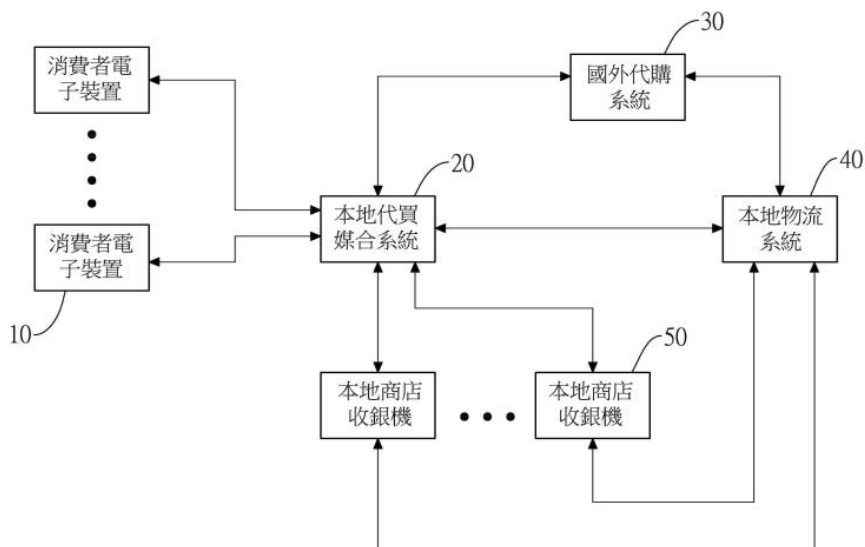 消費者電
子裝置
30
國外代購
系統
20
本地代買
媒合系統
40
本地物流
系統
消費者電
子裝置
10
50
本地商店
收銀機
本地商店
收銀機